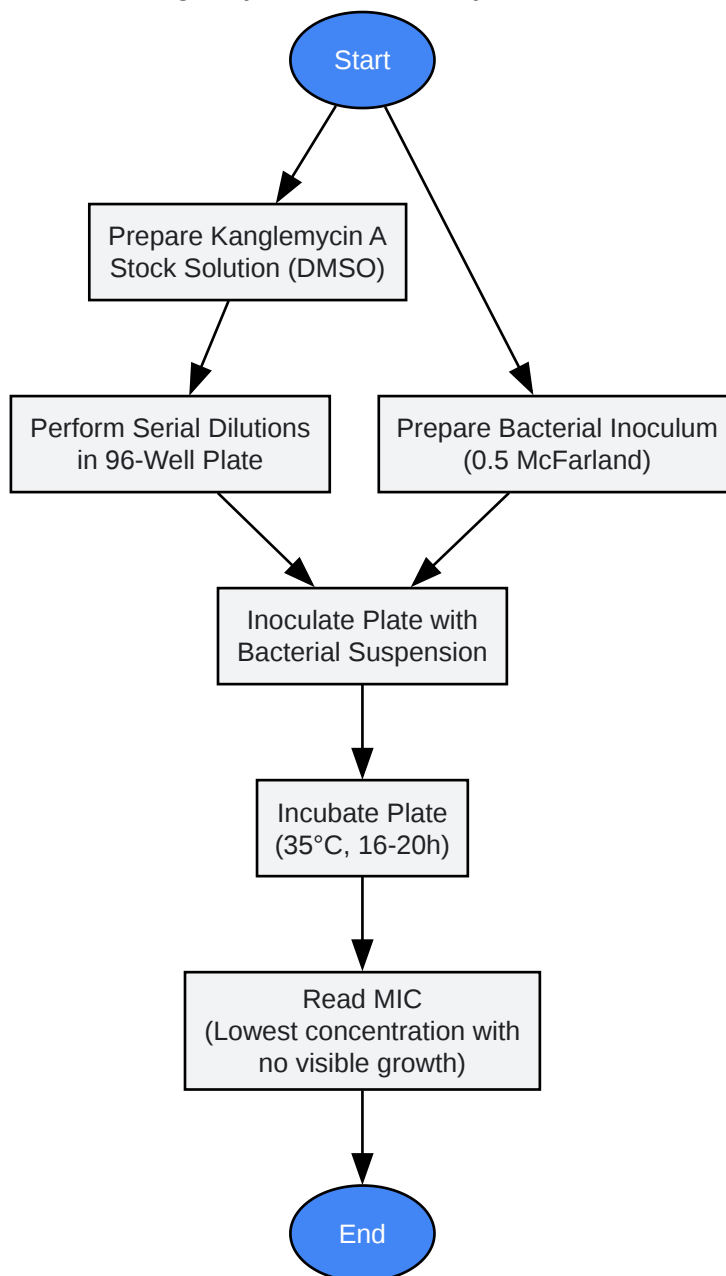 Start
Prepare Kanglemycin A
Stock Solution (DMSO)
Perform Serial Dilutions
in 96-Well Plate
Prepare Bacterial Inoculum
(0.5 McFarland)
Inoculate Plate with
Bacterial Suspension
Incubate Plate
(35°C, 16-20h)
Read MIC
(Lowest concentration with
no visible growth)
End